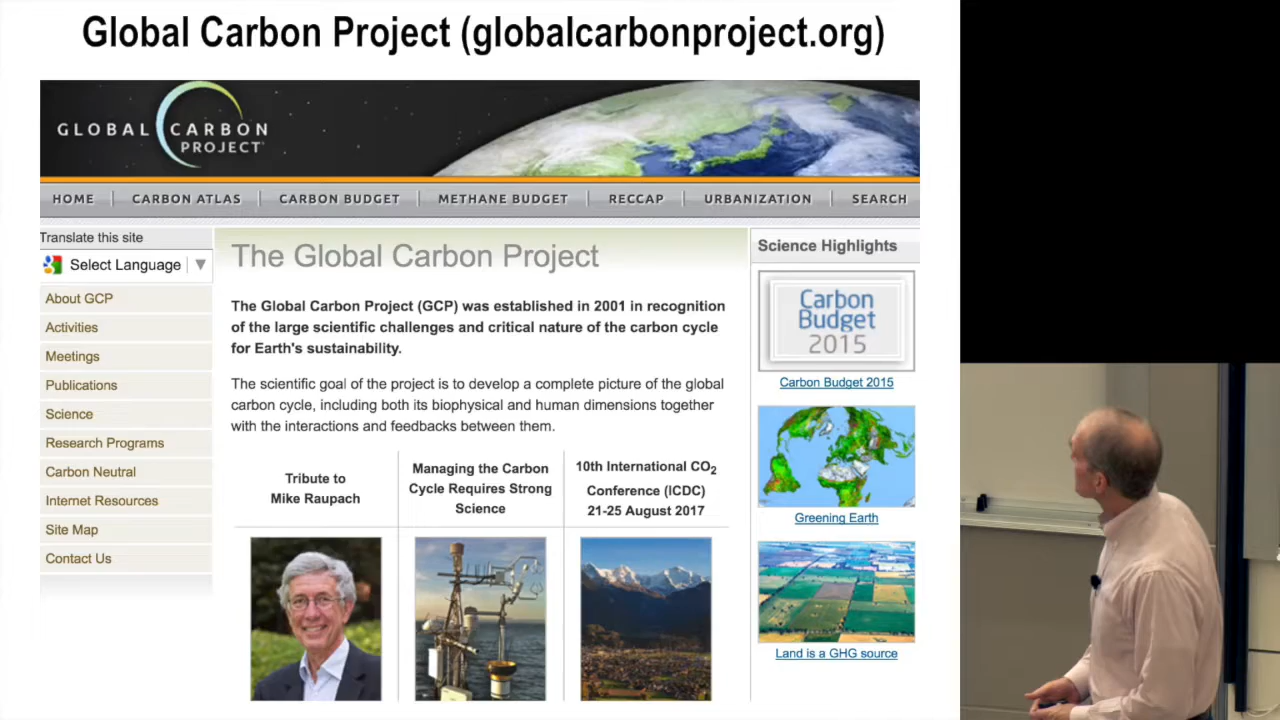 Global Carbon Project (globalcarbonproject.org)
GLOBAL CARBON
PROJECT
HOME
CARBON ATLAS
CARBON BUDGET
METHANE BUDGET
RECCAP
URBANIZATION
SEARCH
Translate this site
Select Language
About GCP
Activities
Meetings
Publications
Science
Research Programs
Carbon Neutral
Internet Resources
Site Map
Contact Us
The Global Carbon Project
The Global Carbon Project (GCP) was established in 2001 in recognition
of the large scientific challenges and critical nature of the carbon cycle
for Earth's sustainability.
The scientific goal of the project is to develop a complete picture of the global
carbon cycle, including both its biophysical and human dimensions together
with the interactions and feedbacks between them.
Tribute to
Mike Raupach
Managing the Carbon
Cycle Requires Strong
Science
10th International CO₂
Conference (ICDC)
21-25 August 2017
Science Highlights
Carbon
Budget
2015
Carbon Budget 2015
Greening Earth
Land is a GHG source